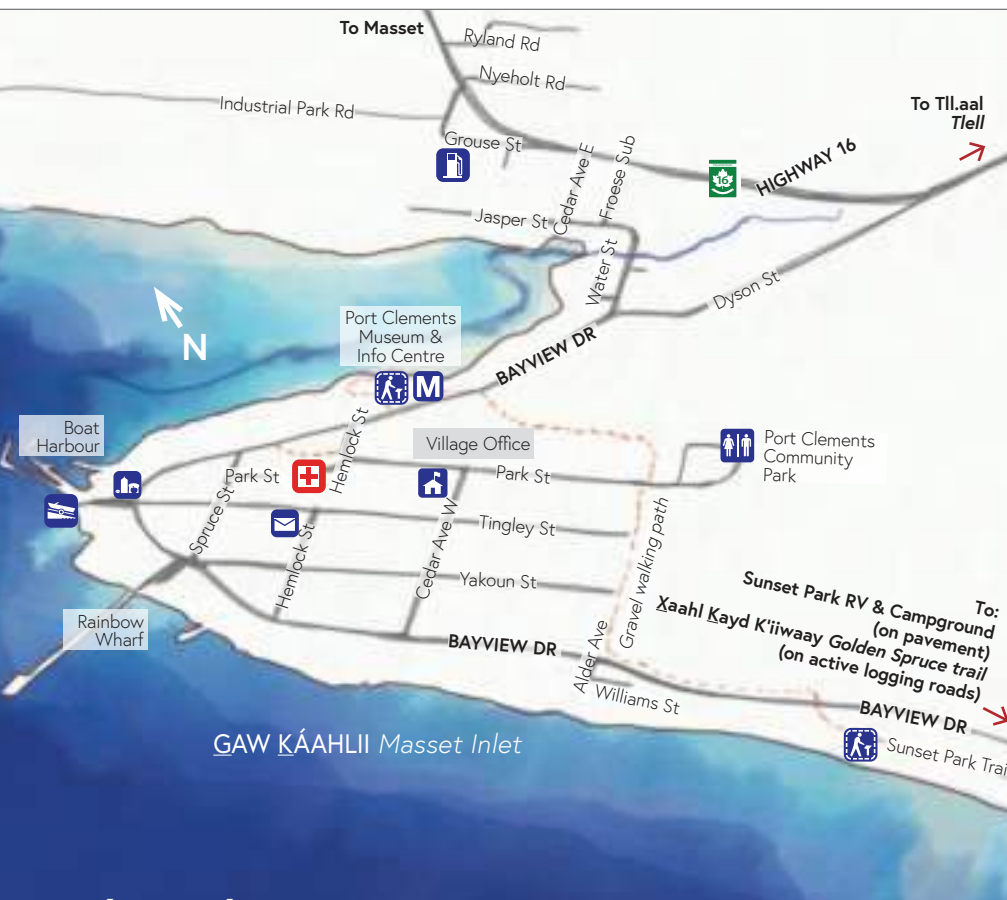 To Masset
Ryland Rd
Nyeholt Rd
Industrial Park Rd
To Tll.aal
Tlell
Grouse St
Cedar Ave E
Froese Sub
16
HIGHWAY 16
Jasper St
Water St
Dyson St
N
Port Clements
Museum &
Info Centre
M
BAYVIEW DR
Boat
Harbour
Hemlock St
Village Office
Port Clements
Community
Park
Park St
Park St
Spruce St
Tingley St
Hemlock St
Cedar Ave W
Yakoun St
Gravel walking path
Rainbow
Wharf
BAYVIEW DR
Alder Ave
Williams St
To:
Sunset Park RV & Campground
(on pavement)
X̱aahl Ḵayd K'iiwaay Golden Spruce trail
(on active logging roads)
BAYVIEW DR
Sunset Park Trai
G̱AW ḴÁAHLII Masset Inlet